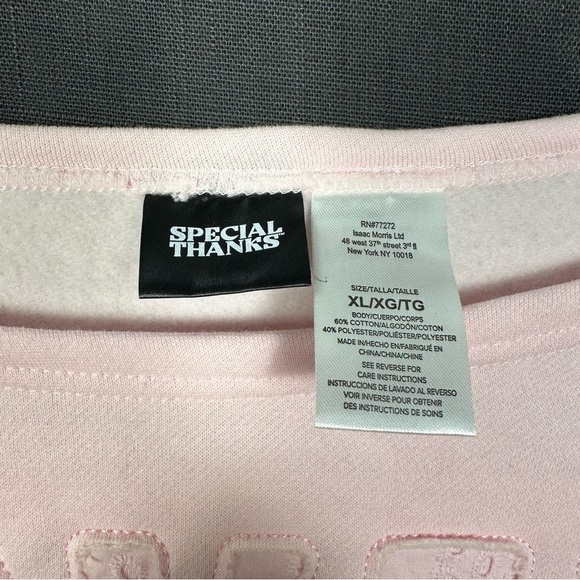 SPECIAL
THANKS
RN#77272
Isaac Morris Ltd
48 west 37th street 3rd fl
New York NY 10018
SIZE/TALLA/TAILLE
XL/XG/TG
BODY/CUERPO/CORPS
60% COTTON/ALGODÓN/COTON
40% POLYESTER/POLIÉSTER/POLYESTER
MADE IN/HECHO EN/FABRIQUÉ EN
CHINA/CHINA/CHINE
SEE REVERSE FOR
CARE INSTRUCTIONS
INSTRUCCIONES DE LAVADO AL REVERSO
VOIR INVERSE POUR OBTENIR
DES INSTRUCTIONS DE SOINS